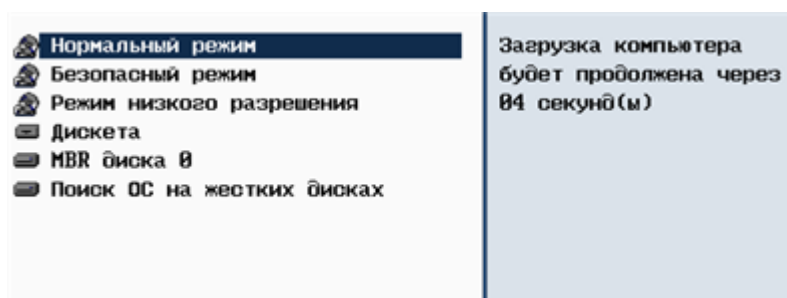 Нормальный режим
Безопасный режим
Режим низкого разрешения
Дискета
MBR диска 0
Поиск ОС на жестких дисках
Загрузка компьютера
будет продолжена через
04 секунд(ы)